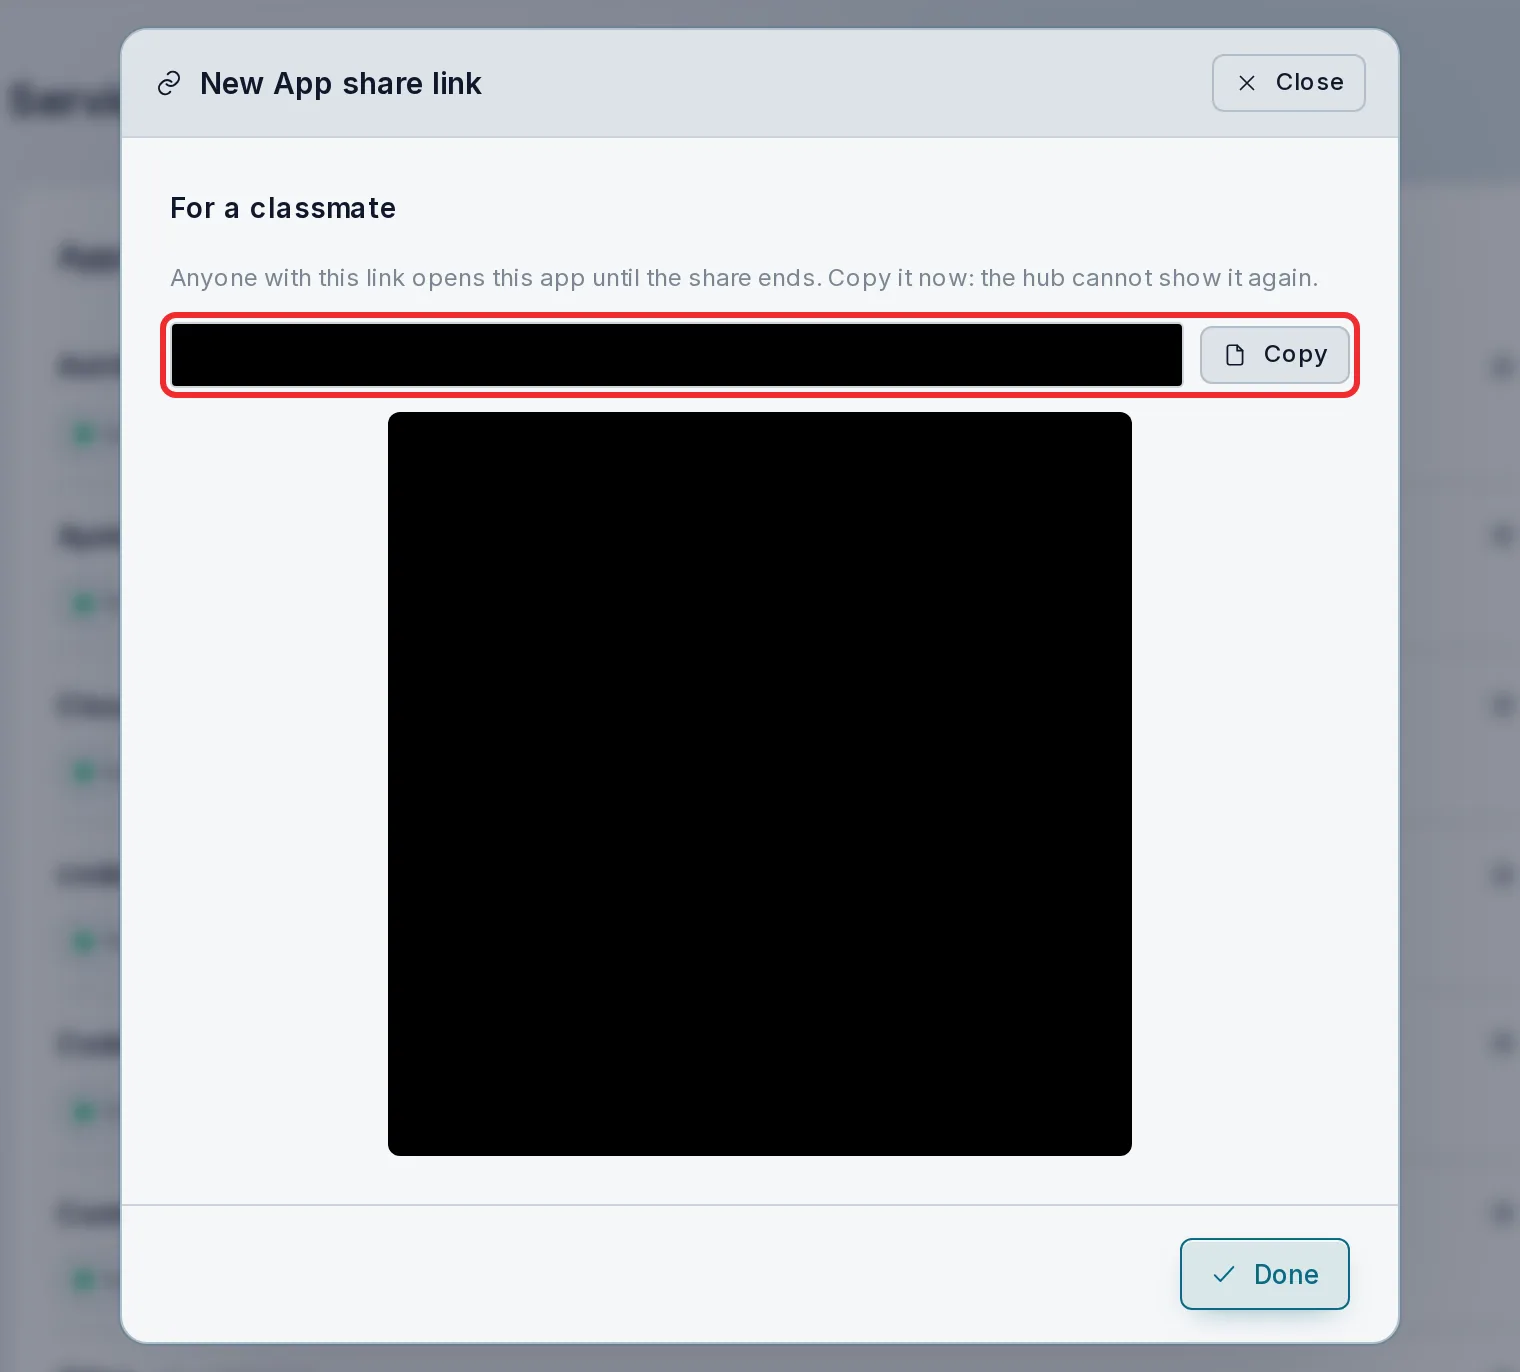 New App share link
Close
For a classmate
Anyone with this link opens this app until the share ends. Copy it now: the hub cannot show it again.
Copy
Done